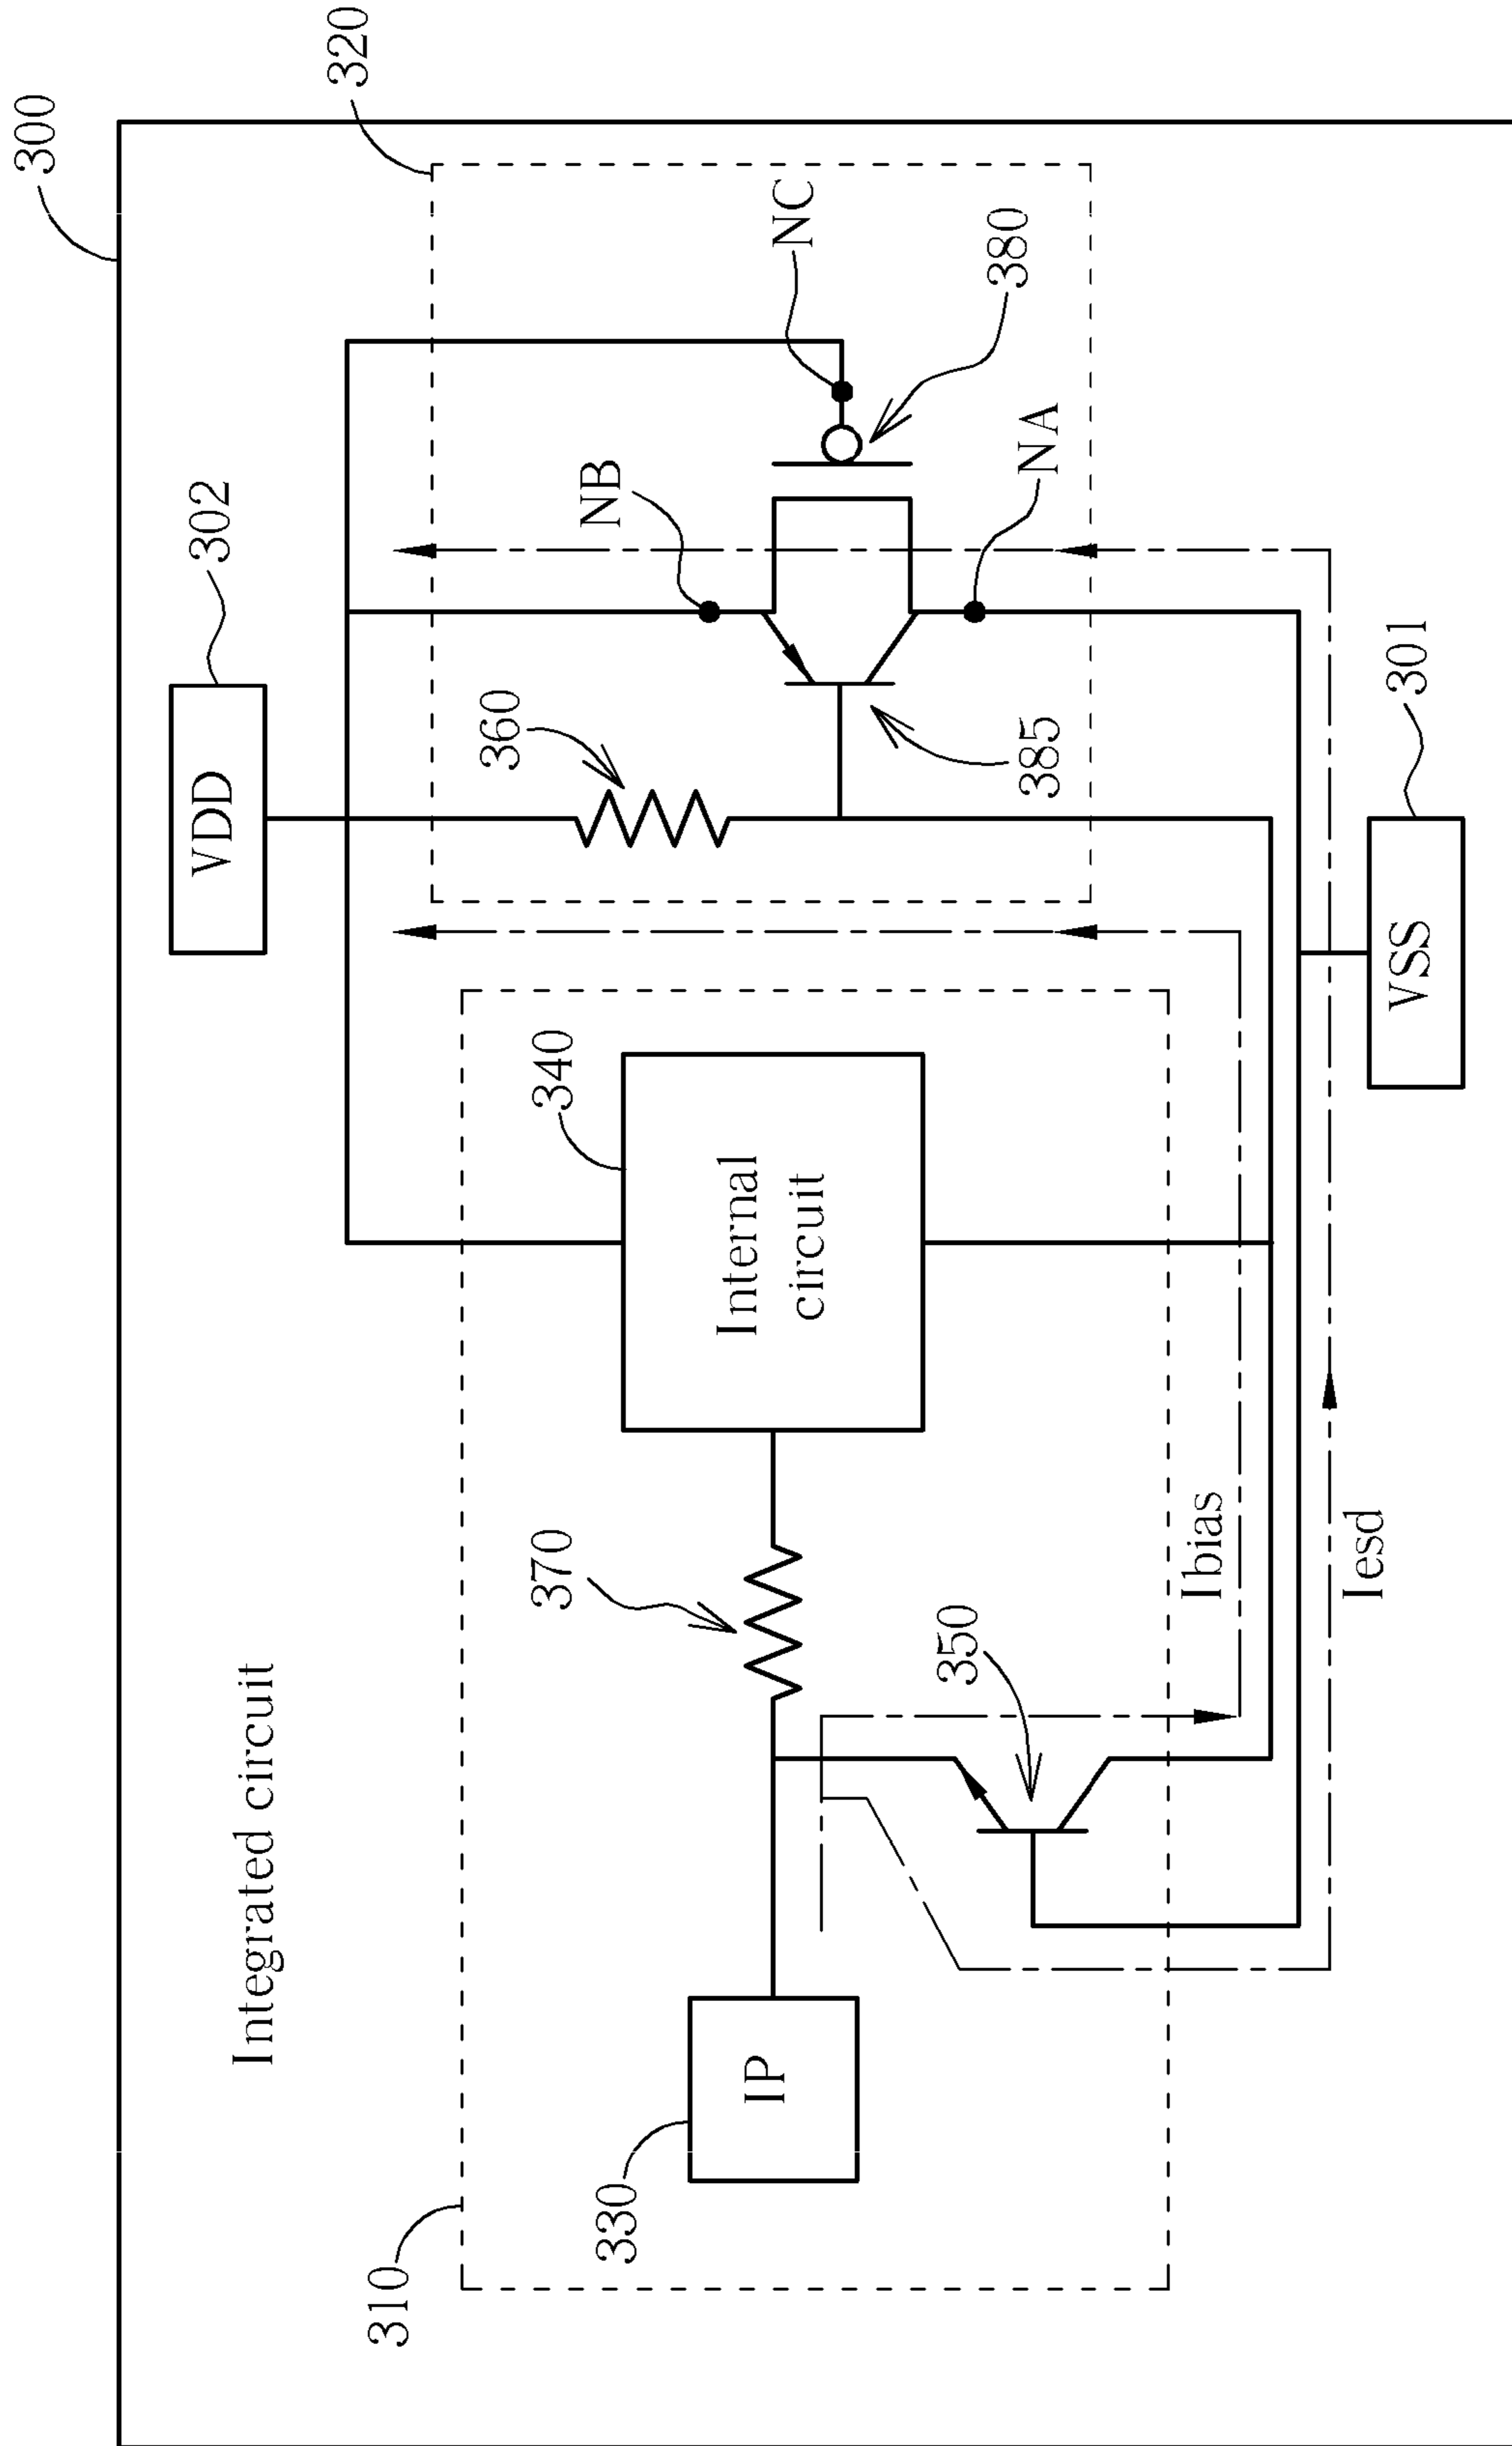 300
320
302
VDD
NB
NC
380
NA
360
385
301
VSS
340
Internal
circuit
370
350
Ibias
Iesd
Integrated circuit
IP
330
310